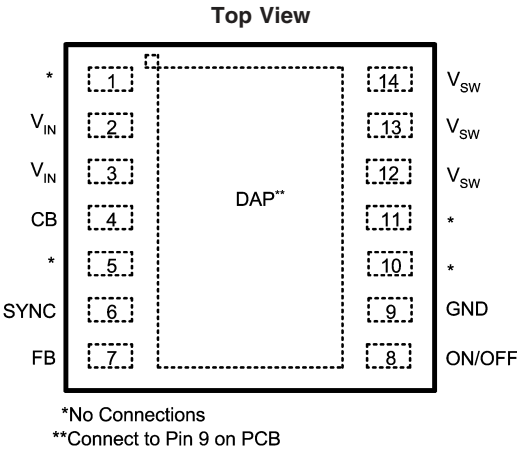 Top View
* 1 14 VSW
VIN 2 13 VSW
VIN 3 12 VSW
DAP**
CB 4 11 *
* 5 10 *
SYNC 6 9 GND
FB 7 8 ON/OFF
*No Connections
**Connect to Pin 9 on PCB